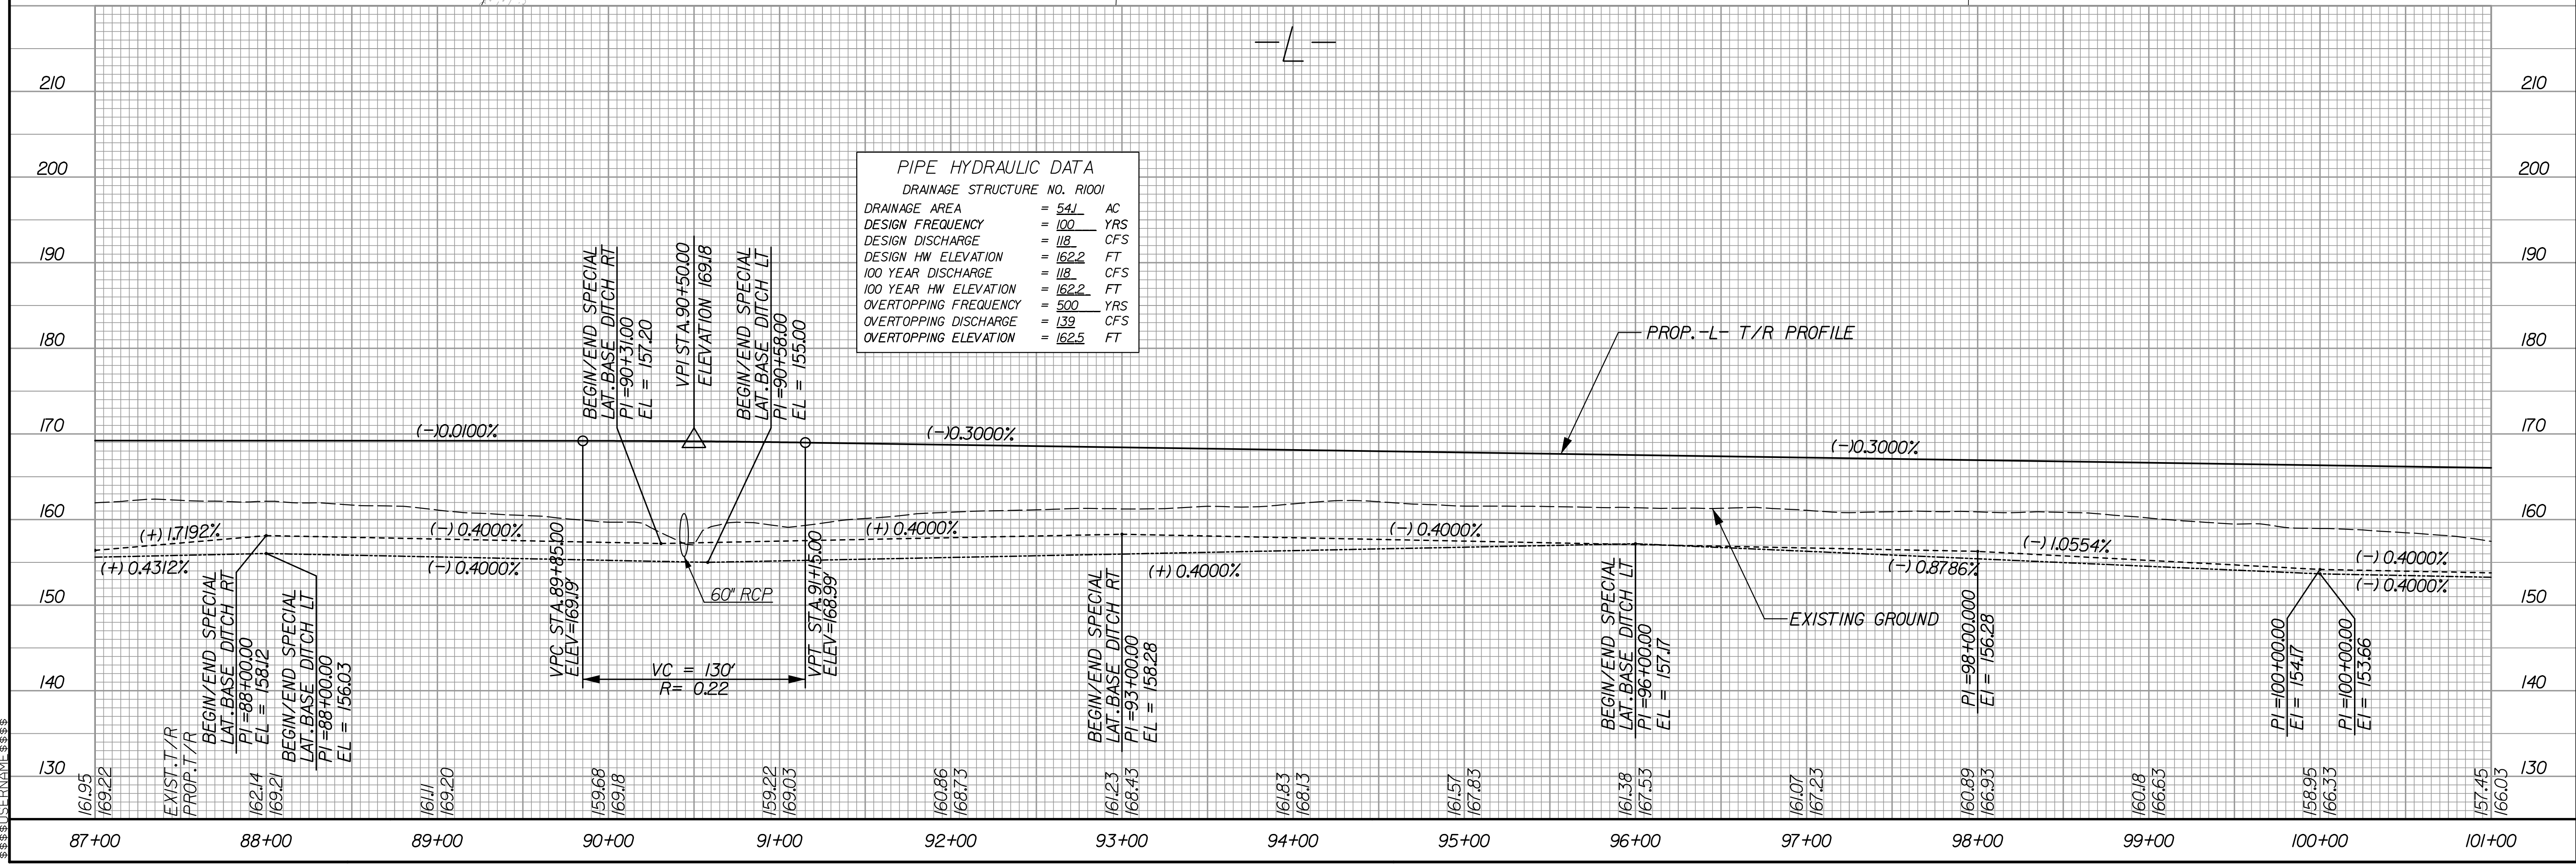 -L-
210
210
200
200
190
190
180
180
170
170
160
160
150
150
140
140
130
130
PIPE HYDRAULIC DATA
DRAINAGE STRUCTURE NO. R1001
DRAINAGE AREA = 54.1 AC
DESIGN FREQUENCY = 100 YRS
DESIGN DISCHARGE = 118 CFS
DESIGN HW ELEVATION = 162.2 FT
100 YEAR DISCHARGE = 118 CFS
100 YEAR HW ELEVATION = 162.2 FT
OVERTOPPING FREQUENCY = 500 YRS
OVERTOPPING DISCHARGE = 139 CFS
OVERTOPPING ELEVATION = 162.5 FT
BEGIN/END SPECIAL
LAT. BASE DITCH RT
PI =90+31.00
EL = 157.20
VPI STA. 90+50.00
ELEVATION 169.18
BEGIN/END SPECIAL
LAT. BASE DITCH LT
PI =90+58.00
EL = 155.00
PROP. -L- T/R PROFILE
(-)0.0100%
(-)0.3000%
(-)0.3000%
(+) 1.7192%
(-) 0.4000%
(+) 0.4000%
(-) 0.4000%
(-) 1.0554%
(-) 0.4000%
(+) 0.4312%
(-) 0.4000%
(+) 0.4000%
(-) 0.8786%
(-) 0.4000%
60" RCP
EXISTING GROUND
BEGIN/END SPECIAL
LAT. BASE DITCH RT
PI =88+00.00
EL = 158.12
BEGIN/END SPECIAL
LAT. BASE DITCH LT
PI =88+00.00
EL = 156.03
VPC STA. 89+85.00
ELEV=169.19'
VC = 130'
R= 0.22
VPT STA. 91+15.00
ELEV=168.99'
BEGIN/END SPECIAL
LAT. BASE DITCH RT
PI =93+00.00
EL = 158.28
BEGIN/END SPECIAL
LAT. BASE DITCH LT
PI =96+00.00
EL = 157.17
PI =98+00.000
El = 156.28
PI =100+00.00
El = 154.17
PI =100+00.00
El = 153.66
EXIST. T/R
PROP. T/R
161.95
169.22
162.14
169.21
161.11
169.20
159.68
169.18
159.22
169.03
160.86
168.73
161.23
168.43
161.83
168.13
161.57
167.83
161.38
167.53
161.07
167.23
160.89
166.93
160.18
166.63
158.95
166.33
157.45
166.03
87+00
88+00
89+00
90+00
91+00
92+00
93+00
94+00
95+00
96+00
97+00
98+00
99+00
100+00
101+00
$$$$USERNAME$$$$